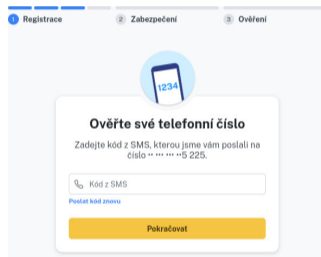 1 Registrace 2 Zabezpečení 3 Ověření
1234
Ověřte své telefonní číslo
Zadejte kód z SMS, kterou jsme vám poslali na
číslo •• ••• ••• ••5 225.
Kód z SMS
Poslat kód znovu
Pokračovat